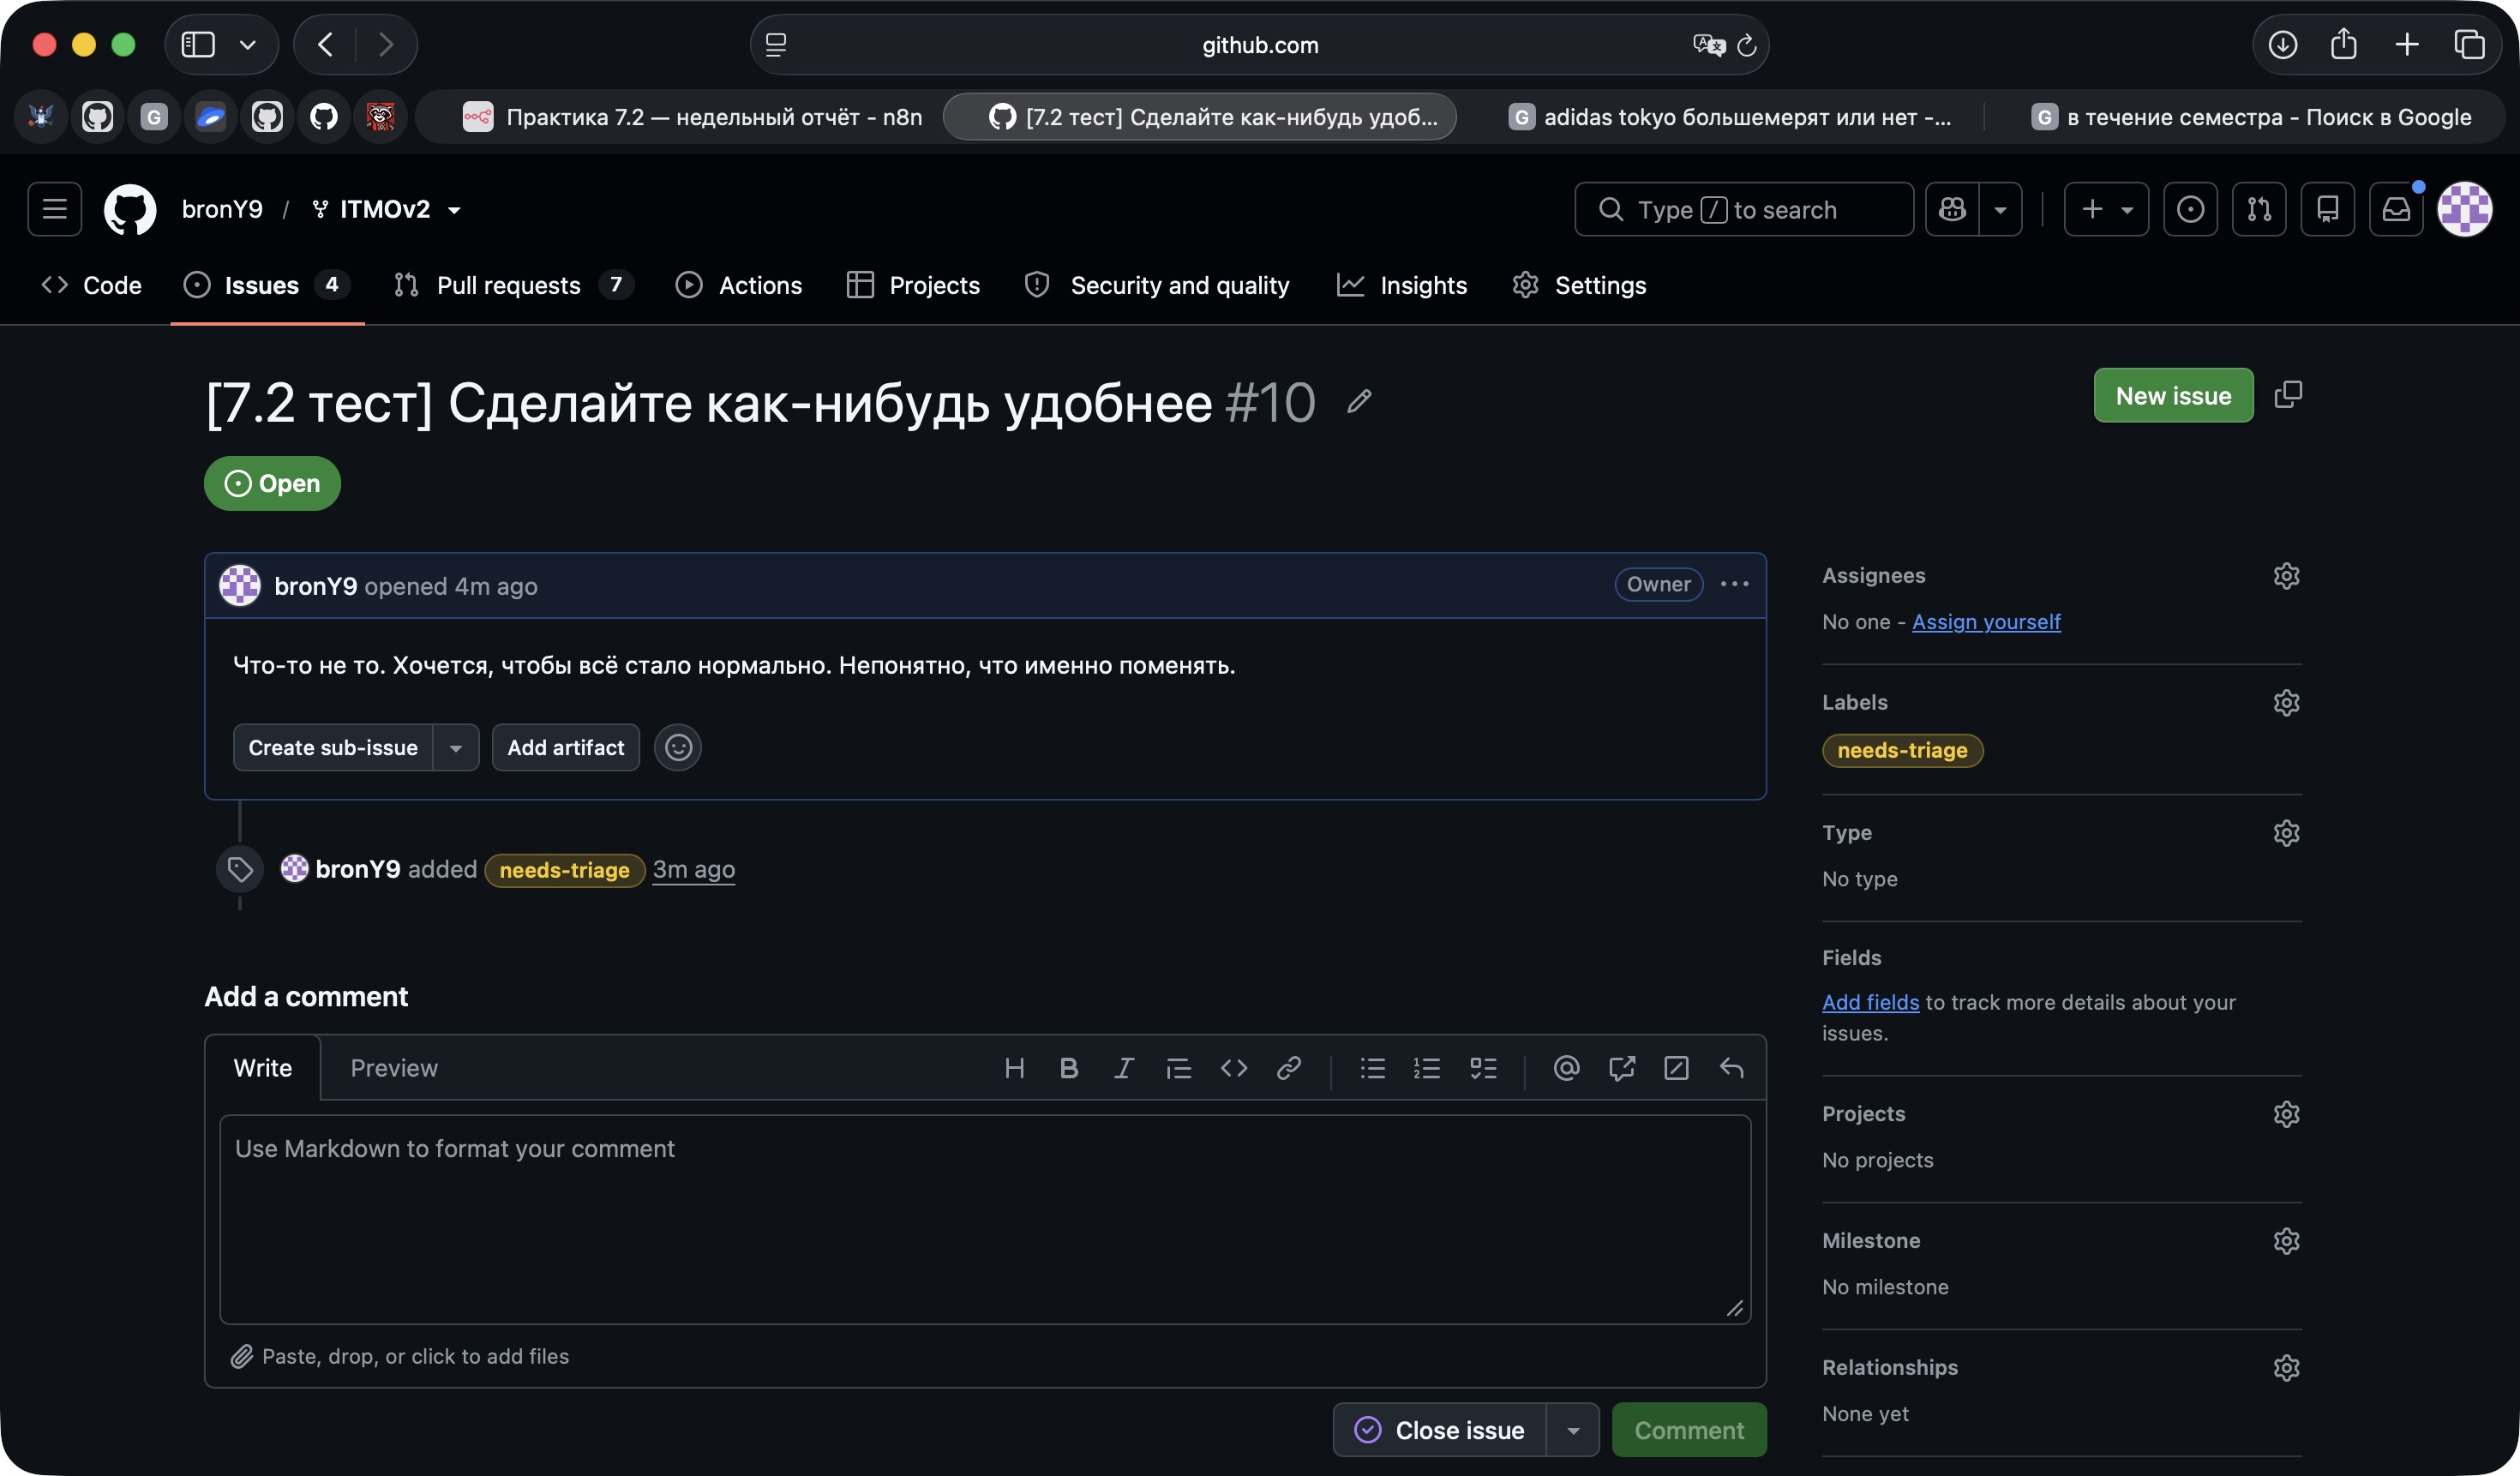 github.com
G
Практика 7.2 — недельный отчёт - n8n
[7.2 тест] Сделайте как-нибудь удоб...
G adidas tokyo большемерят или нет -...
G в течение семестра - Поиск в Google
bronY9 / ITMOv2
Type / to search
Code
Issues 4
Pull requests 7
Actions
Projects
Security and quality
Insights
Settings
[7.2 тест] Сделайте как-нибудь удобнее #10
New issue
Open
bronY9 opened 4m ago
Owner
Что-то не то. Хочется, чтобы всё стало нормально. Непонятно, что именно поменять.
Create sub-issue
Add artifact
bronY9 added needs-triage 3m ago
Add a comment
Write
Preview
Use Markdown to format your comment
Paste, drop, or click to add files
Close issue
Comment
Assignees
No one - Assign yourself
Labels
needs-triage
Type
No type
Fields
Add fields to track more details about your
issues.
Projects
No projects
Milestone
No milestone
Relationships
None yet